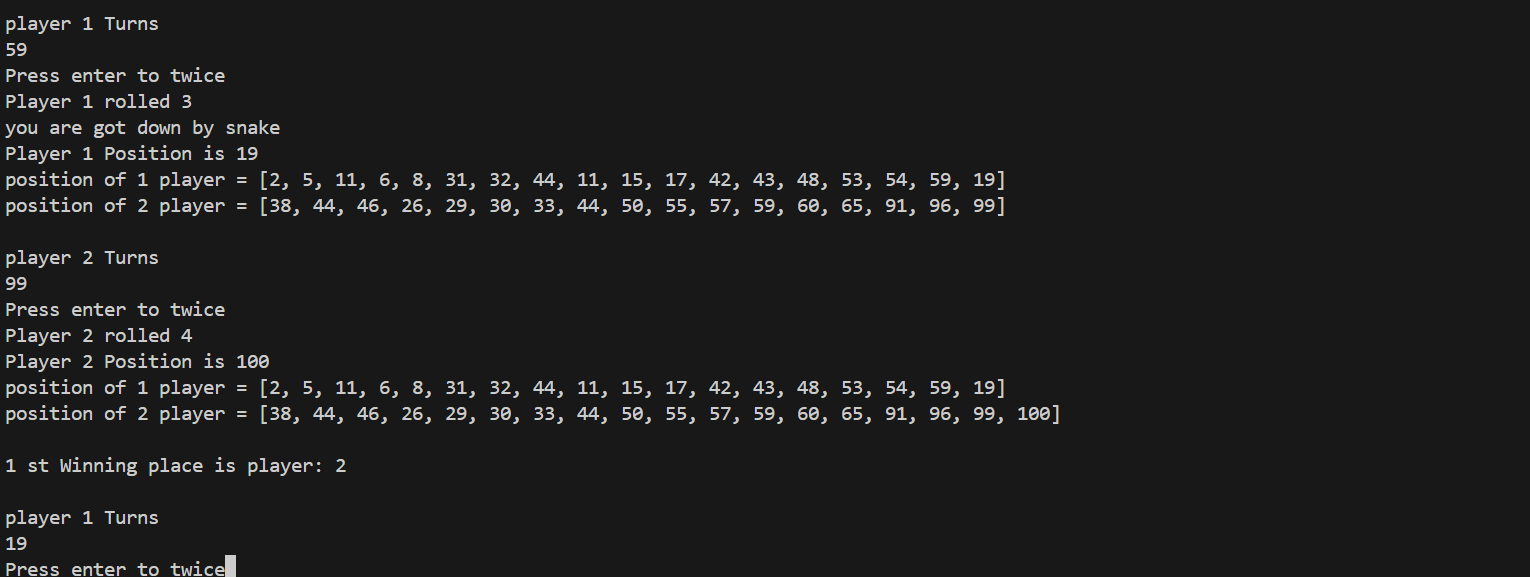 player 1 Turns
59
Press enter to twice
Player 1 rolled 3
you are got down by snake
Player 1 Position is 19
position of 1 player = [2, 5, 11, 6, 8, 31, 32, 44, 11, 15, 17, 42, 43, 48, 53, 54, 59, 19]
position of 2 player = [38, 44, 46, 26, 29, 30, 33, 44, 50, 55, 57, 59, 60, 65, 91, 96, 99]
player 2 Turns
99
Press enter to twice
Player 2 rolled 4
Player 2 Position is 100
position of 1 player = [2, 5, 11, 6, 8, 31, 32, 44, 11, 15, 17, 42, 43, 48, 53, 54, 59, 19]
position of 2 player = [38, 44, 46, 26, 29, 30, 33, 44, 50, 55, 57, 59, 60, 65, 91, 96, 99, 100]
1 st Winning place is player: 2
player 1 Turns
19
Press enter to twice